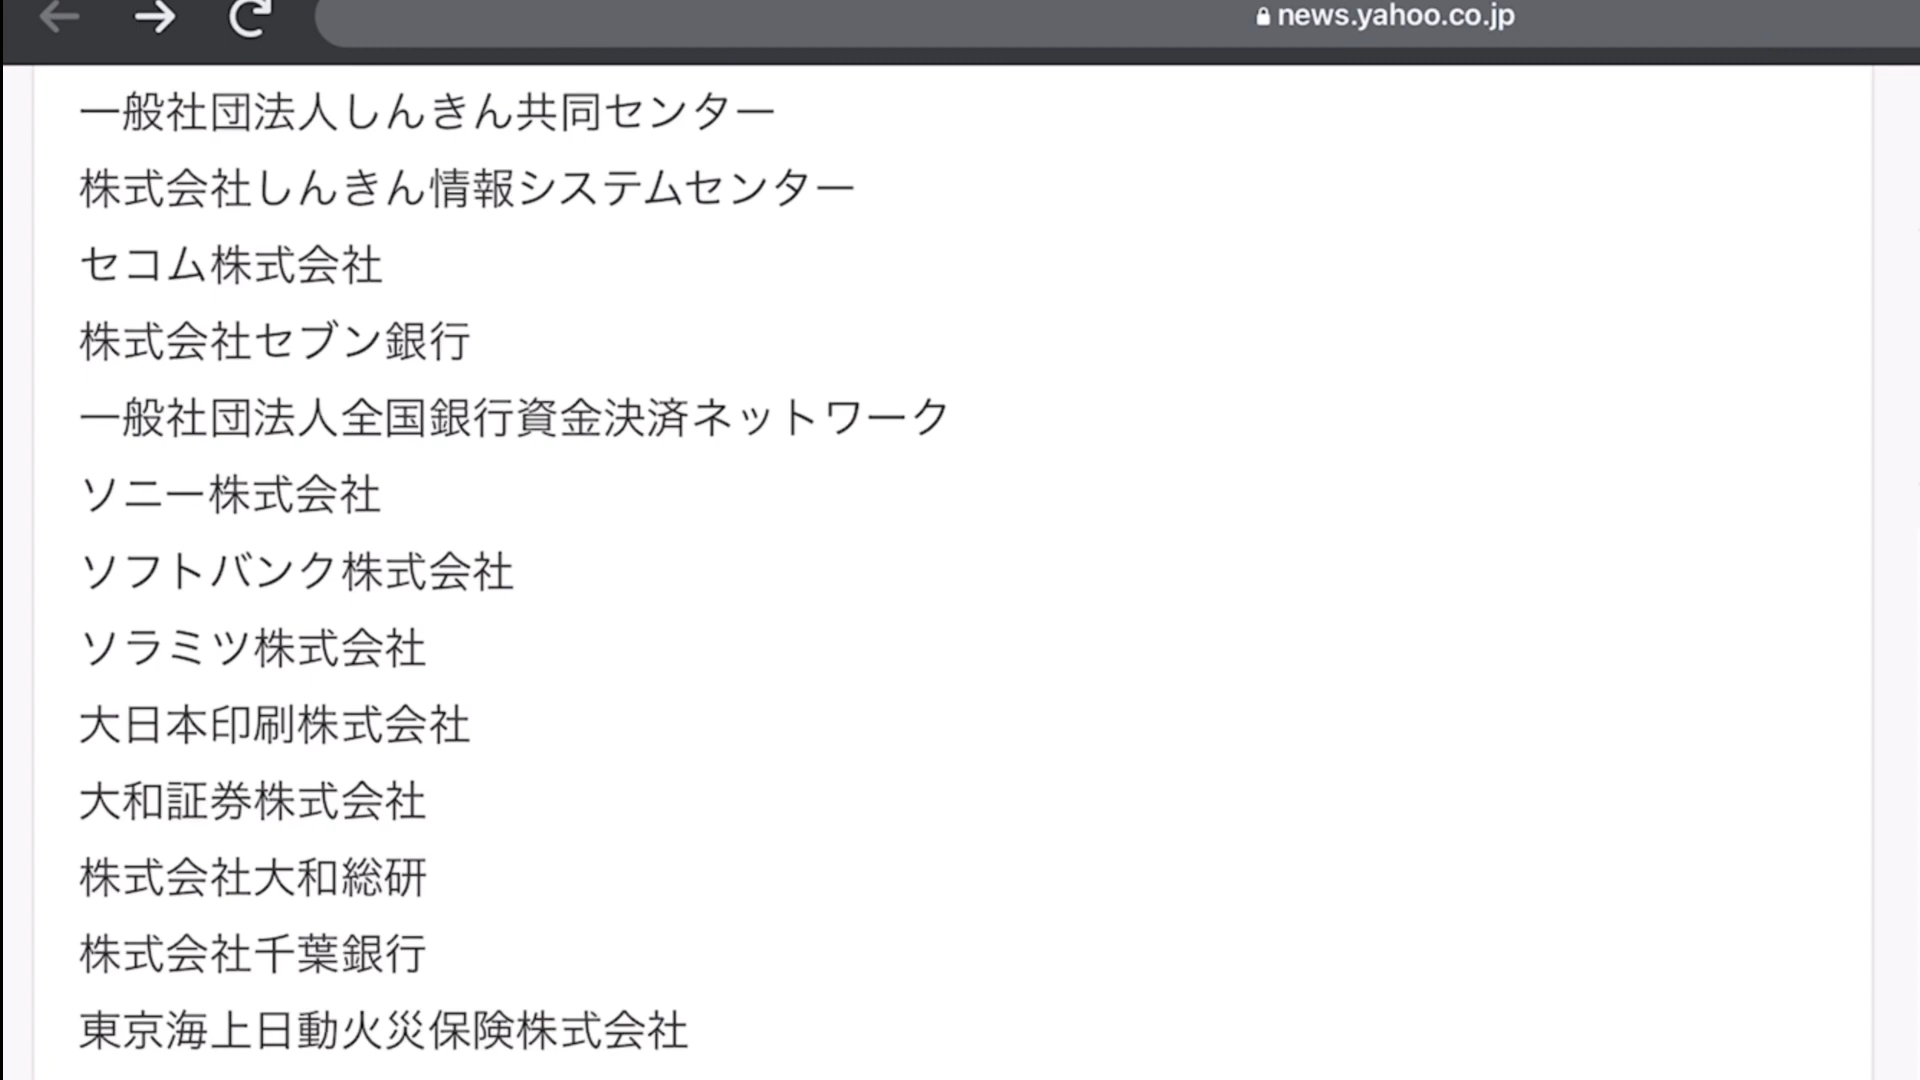 news.yahoo.co.jp
一般社団法人しんきん共同センター
株式会社しんきん情報システムセンター
セコム株式会社
株式会社セブン銀行
一般社団法人全国銀行資金決済ネットワーク
ソニー株式会社
ソフトバンク株式会社
ソラミツ株式会社
大日本印刷株式会社
大和証券株式会社
株式会社大和総研
株式会社千葉銀行
東京海上日動火災保険株式会社